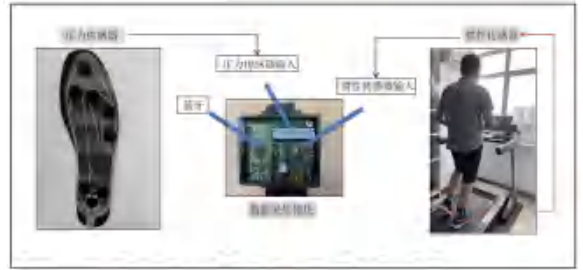 压力传感器
惯性传感器
压力传感器输入
惯性传感器输入
蓝牙
数据采集模块